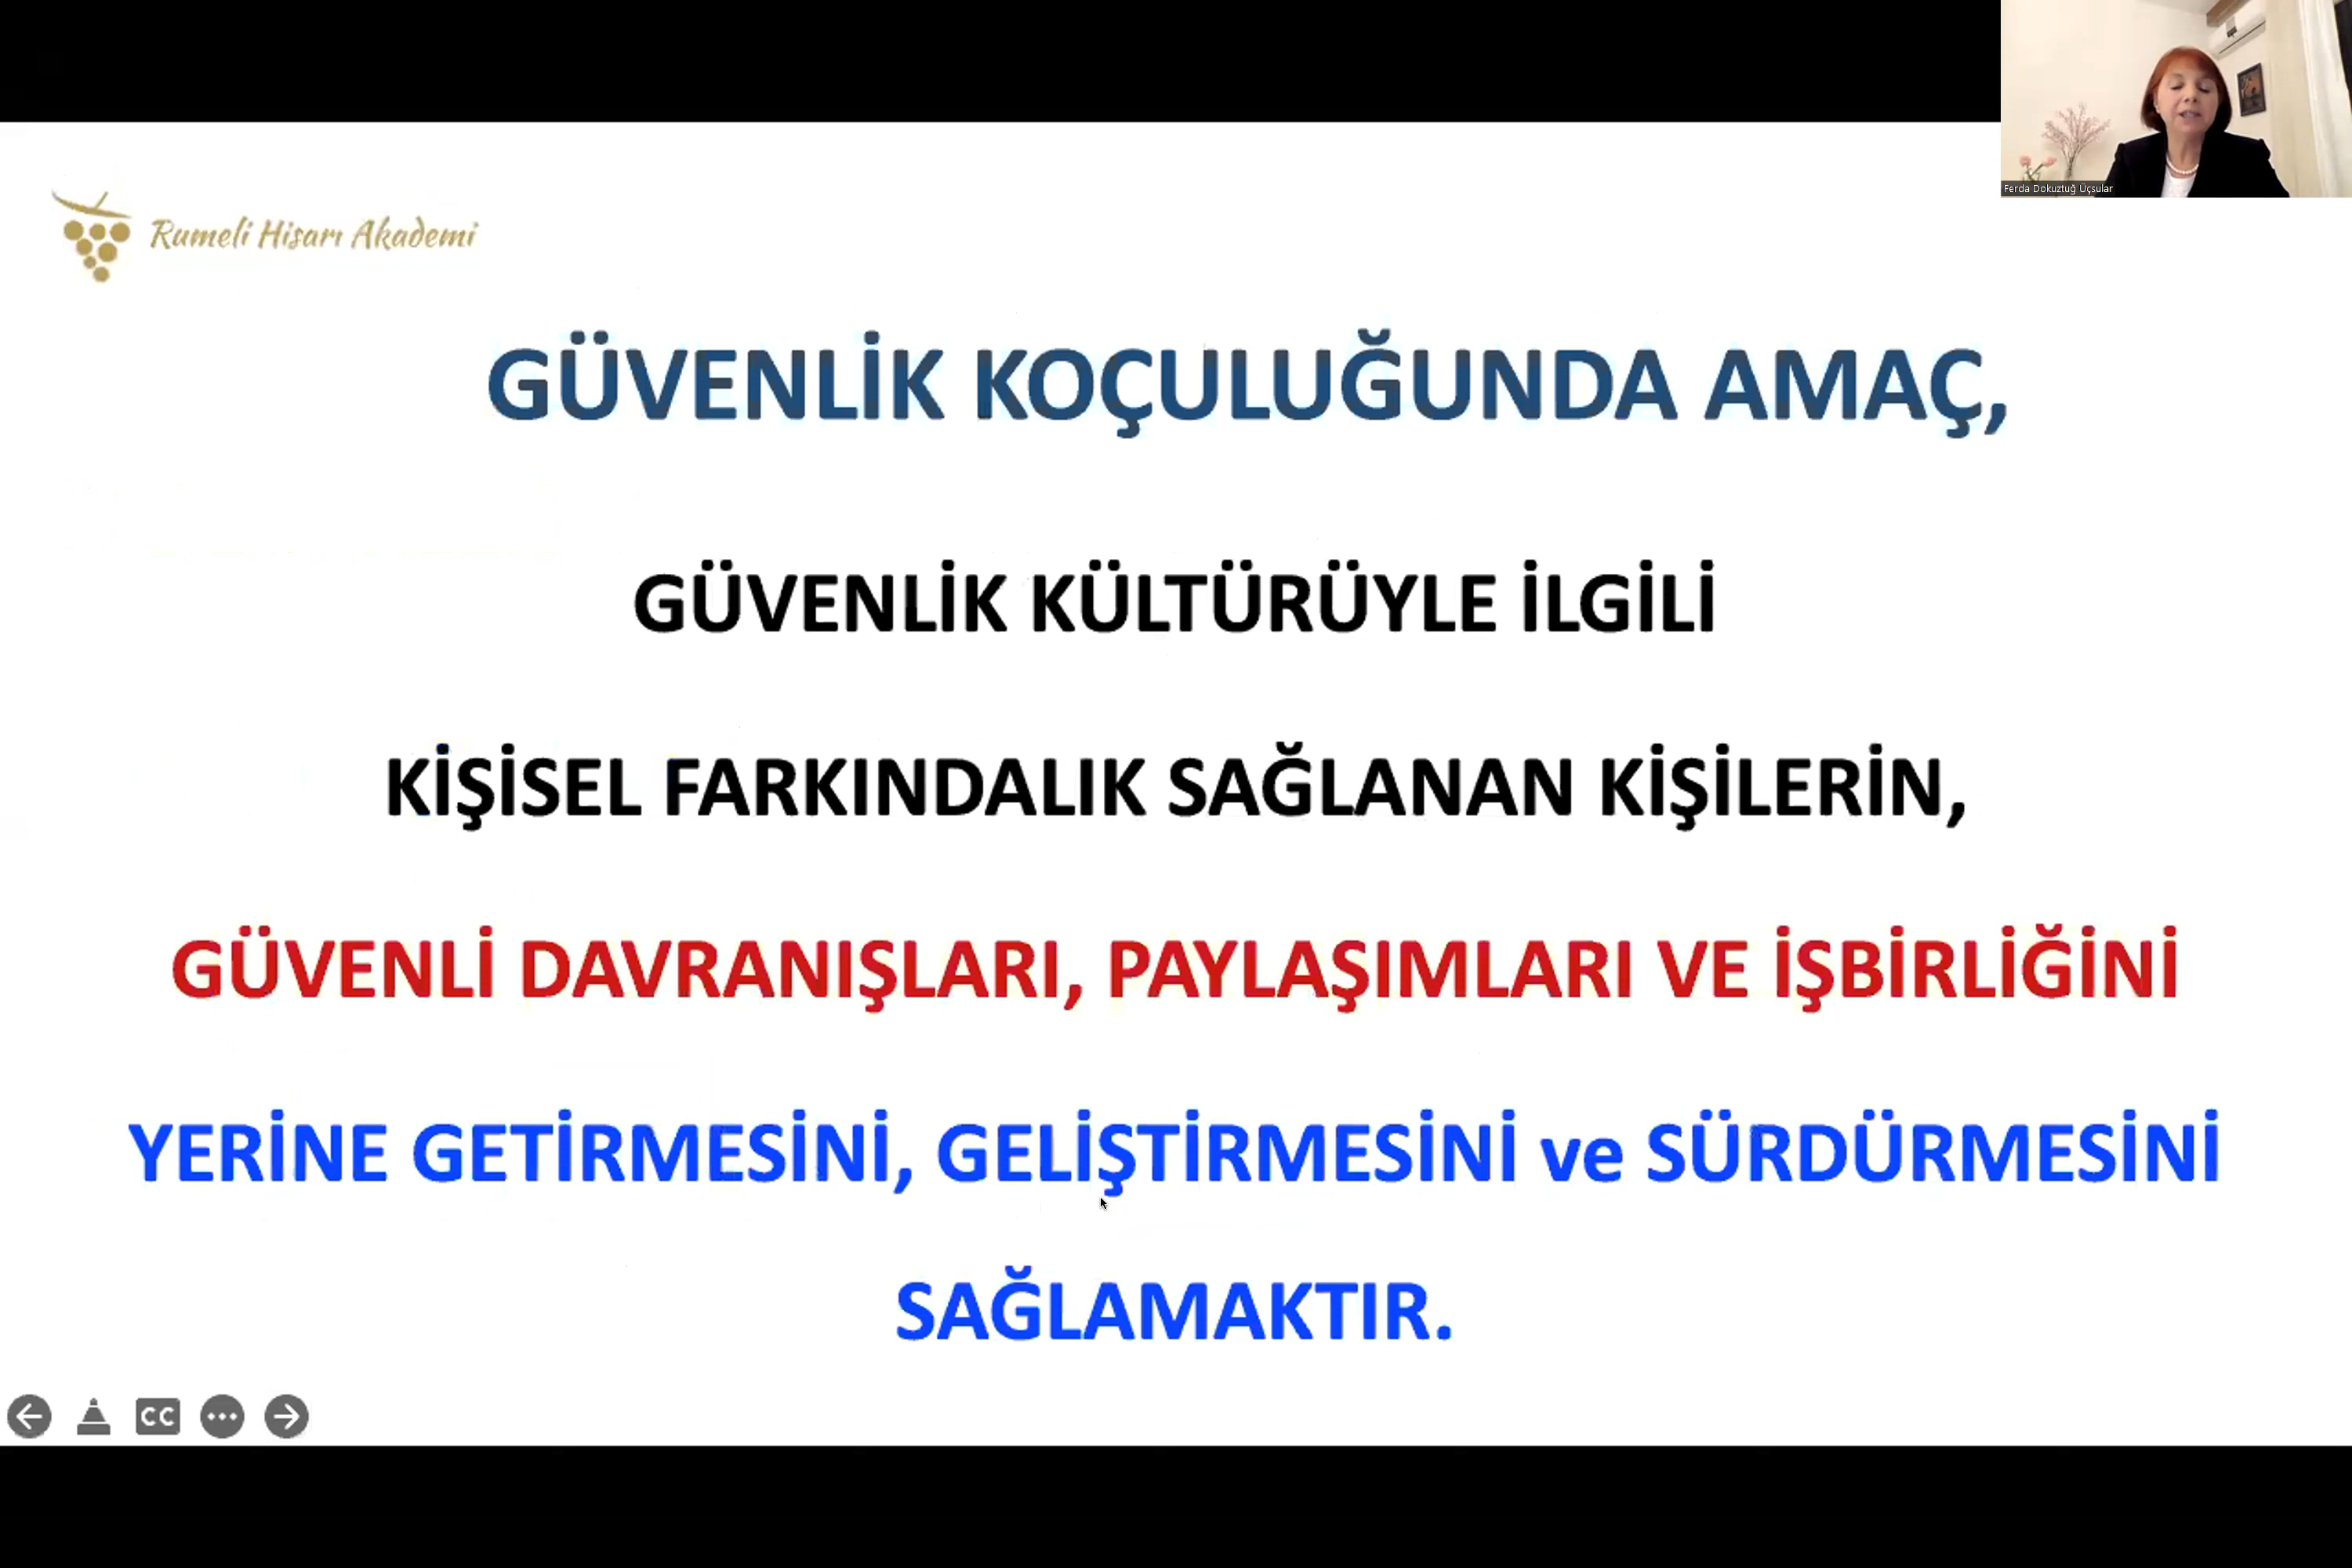 Ferda Dokuztuğ Üçsular
Rumeli Hisarı Akademi
GÜVENLİK KOÇULUĞUNDA AMAÇ,
GÜVENLİK KÜLTÜRÜYLE İLGİLİ
KİŞİSEL FARKINDALIK SAĞLANAN KİŞİLERİN,
GÜVENLİ DAVRANIŞLARI, PAYLAŞIMLARI VE İŞBİRLİĞİNİ
YERİNE GETİRMESİNİ, GELİŞTİRMESİNİ ve SÜRDÜRMESİNİ
SAĞLAMAKTIR.
CC